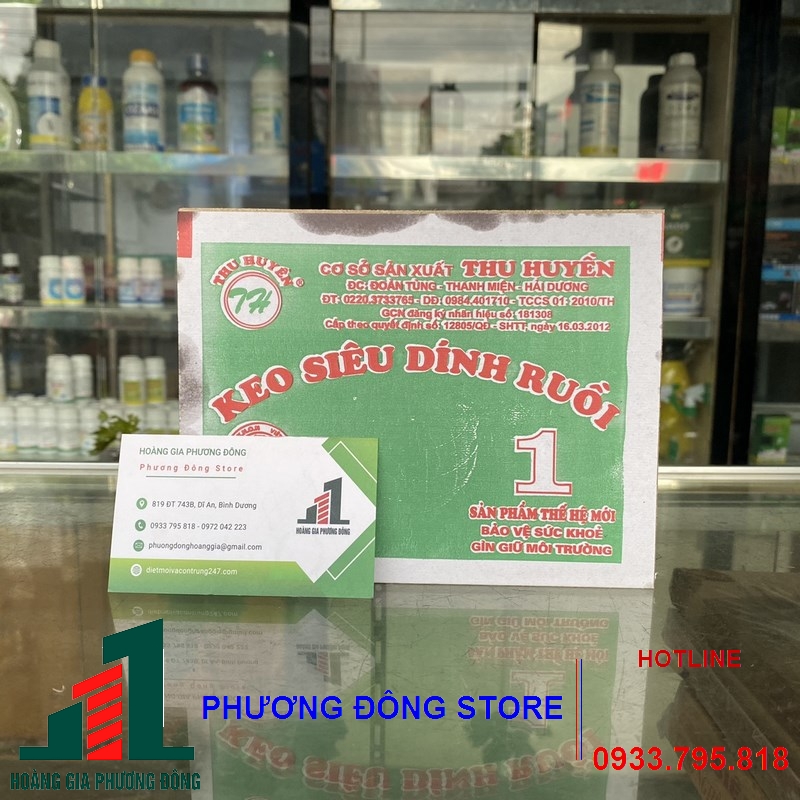 THU HUYỀN ®
TH
CƠ SỞ SẢN XUẤT THU HUYỀN
ĐC: ĐOÀN TÙNG - THANH MIỆN - HẢI DƯƠNG
ĐT: 0220.3733765 - DĐ: 0984.401710 - TCCS 01: 2010/TH
GCN đăng ký nhãn hiệu số: 181308
Cấp theo quyết định số: 12805/QĐ - SHTT, ngày 16.03.2012
KEO SIÊU DÍNH RUỒI
1
SẢN PHẨM THẾ HỆ MỚI
BẢO VỆ SỨC KHOẺ
GÌN GIỮ MÔI TRƯỜNG
HOÀNG GIA PHƯƠNG ĐÔNG
Phương Đông Store
819 ĐT 743B, Dĩ An, Bình Dương
0933 795 818 - 0972 042 223
phuongdonghoanggia@gmail.com
dietmoivacontrung247.com
HOÀNG GIA PHƯƠNG ĐÔNG
HOÀNG GIA PHƯƠNG ĐÔNG
PHƯƠNG ĐÔNG STORE
HOTLINE
0933.795.818